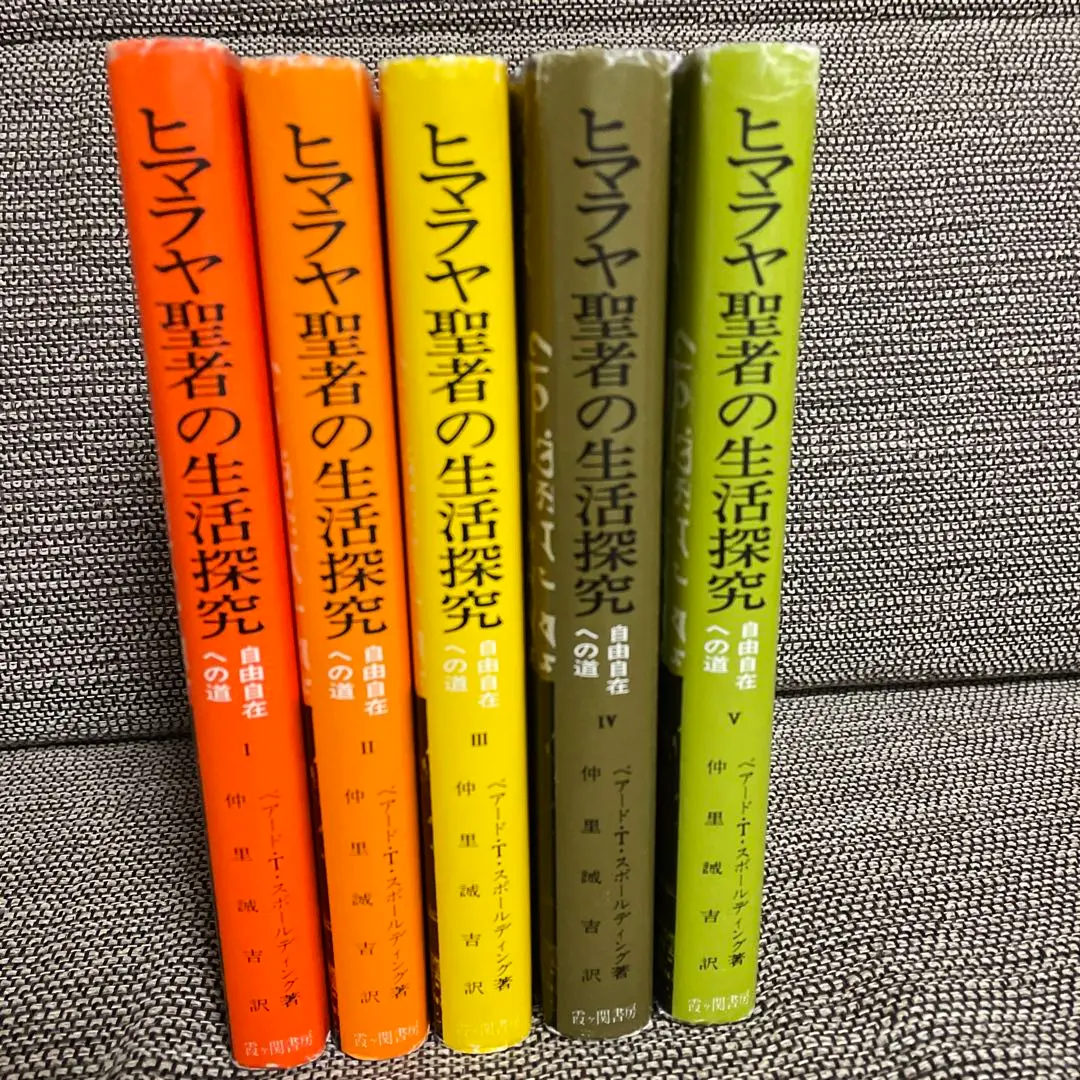 ヒマラヤ聖者の生活探究
自由自在
への道
I
ベアード・T・スポールディング著
仲里誠吉訳
霞ヶ関書房
ヒマラヤ聖者の生活探究
自由自在
への道
II
ベアード・T・スポールディング著
仲里誠吉訳
霞ヶ関書房
ヒマラヤ聖者の生活探究
自由自在
への道
III
ベアード・T・スポールディング著
仲里誠吉訳
霞ヶ関書房
ヒマラヤ聖者の生活探究
自由自在
への道
IV
ベアード・T・スポールディング著
仲里誠吉訳
霞ヶ関書房
ヒマラヤ聖者の生活探究
自由自在
への道
V
ベアード・T・スポールディング著
仲里誠吉訳
霞ヶ関書房